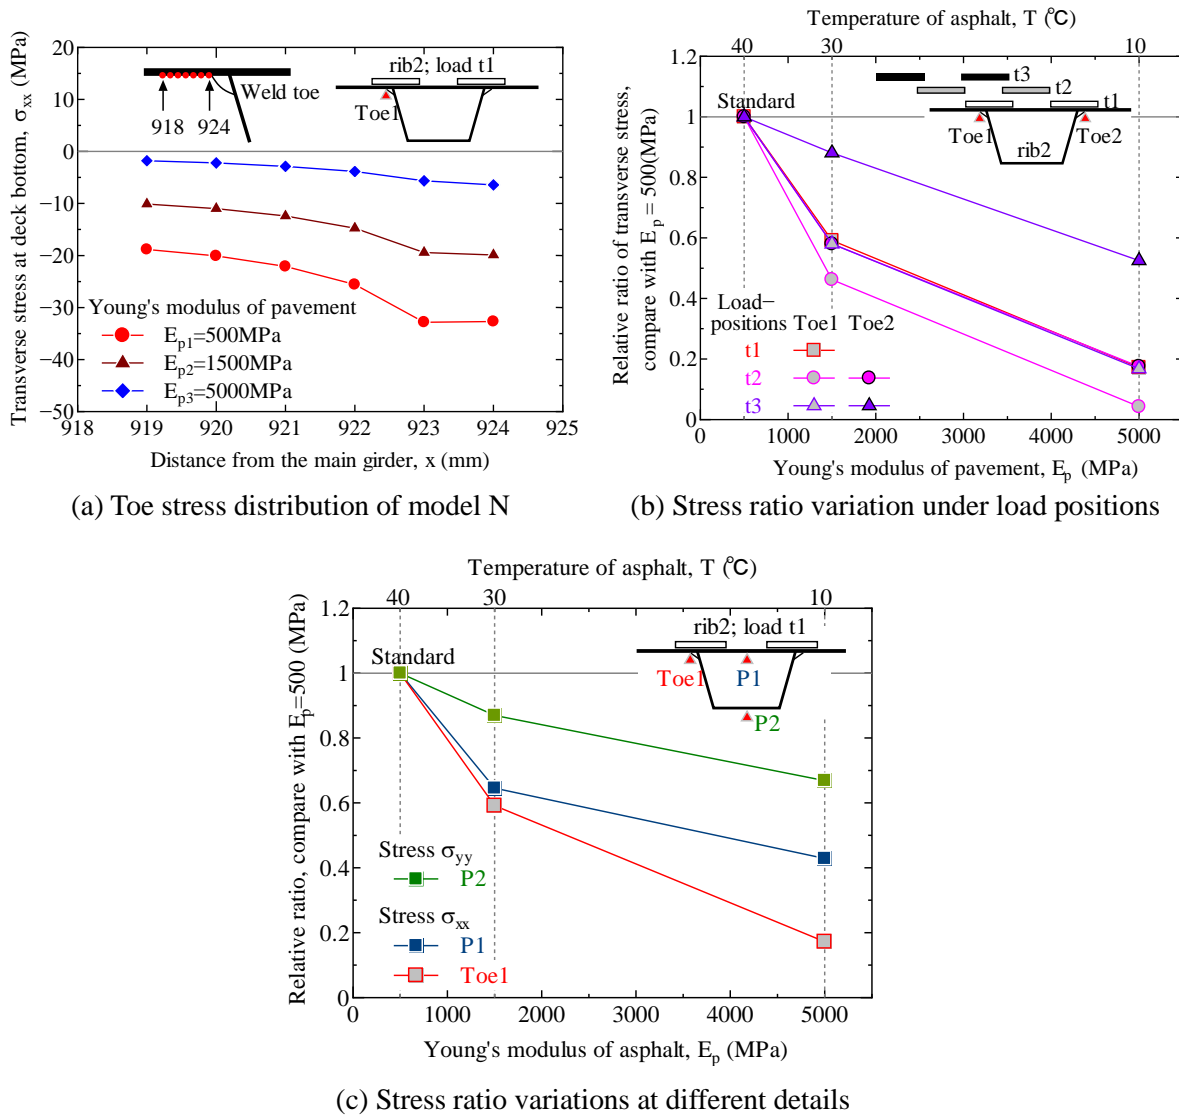 Transverse stress at deck bottom, σxx (MPa)
20
10
0
−10
−20
−30
−40
−50
Weld toe
918
924
rib2; load t1
Toe1
Young's modulus of pavement
Ep1=500MPa
Ep2=1500MPa
Ep3=5000MPa
918 919 920 921 922 923 924 925
Distance from the main girder, x (mm)
(a) Toe stress distribution of model N
Temperature of asphalt, T (℃)
40 30 10
Relative ratio of transverse stress,
compare with Ep = 500(MPa)
1.2
1
0.8
0.6
0.4
0.2
0
Standard
t3
t2
t1
Toe1
Toe2
rib2
Load−
positions Toe1 Toe2
t1
t2
t3
0 1000 2000 3000 4000 5000
Young's modulus of pavement, Ep (MPa)
(b) Stress ratio variation under load positions
Temperature of asphalt, T (℃)
40 30 10
Relative ratio, compare with Ep=500 (MPa)
1.2
1
0.8
0.6
0.4
0.2
0
Standard
rib2; load t1
Toe1
P1
P2
Stress σyy
P2
Stress σxx
P1
Toe1
0 1000 2000 3000 4000 5000
Young's modulus of asphalt, Ep (MPa)
(c) Stress ratio variations at different details